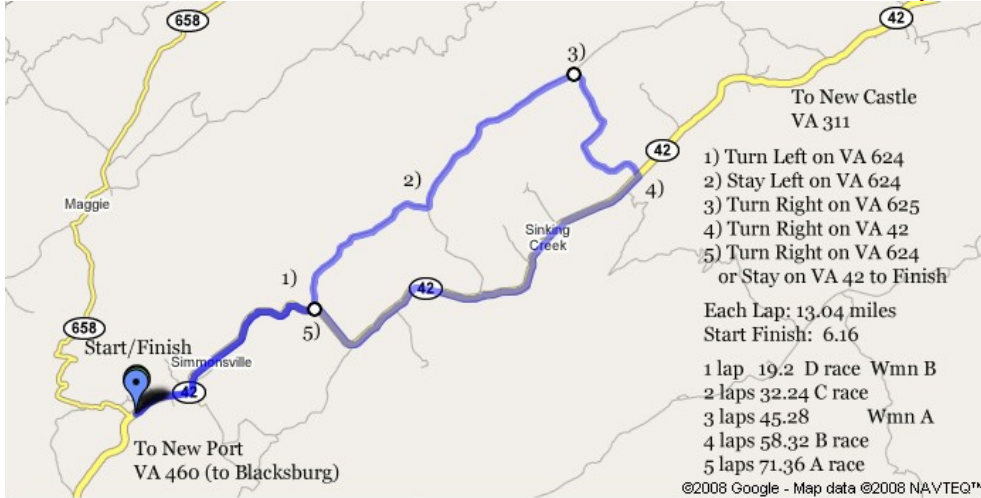 658
42
3)
To New Castle
VA 311
42
1) Turn Left on VA 624
2) Stay Left on VA 624
3) Turn Right on VA 625
4) Turn Right on VA 42
5) Turn Right on VA 624
or Stay on VA 42 to Finish
2)
4)
Maggie
Sinking
Creek
1)
42
5)
Each Lap: 13.04 miles
Start Finish: 6.16
658
Start/Finish
Simmonsville
42
1 lap 19.2 D race Wmn B
2 laps 32.24 C race
3 laps 45.28 Wmn A
4 laps 58.32 B race
5 laps 71.36 A race
To New Port
VA 460 (to Blacksburg)
©2008 Google - Map data ©2008 NAVTEQ™